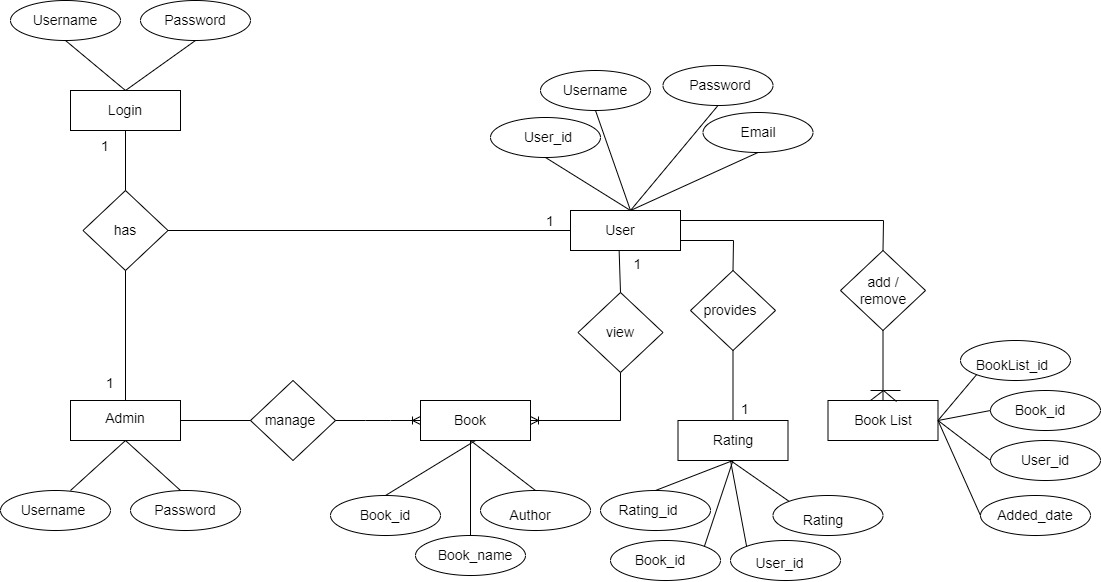 Username
Password
Login
1
Username
Password
User_id
Email
has
1
User
1
add /
remove
provides
view
BookList_id
1
Admin
manage
Book
1
Rating
Book List
Book_id
User_id
Username
Password
Book_id
Author
Book_name
Rating_id
Rating
Book_id
User_id
Added_date